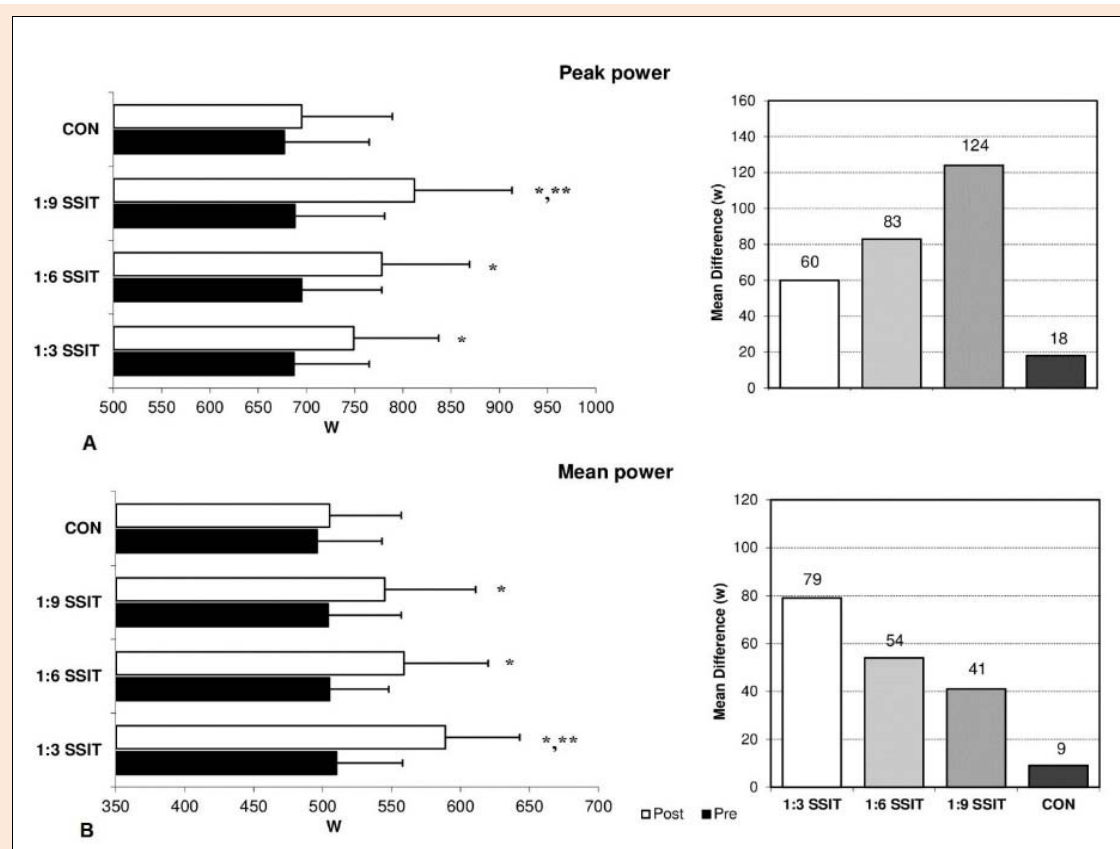 Peak power
CON
1:9 SSIT
*,**
1:6 SSIT
*
1:3 SSIT
*
500 550 600 650 700 750 800 850 900 950 1000
W
A
160
140
120
100
80
60
40
20
0
Mean Difference (w)
60
83
124
18
Mean power
CON
1:9 SSIT
*
1:6 SSIT
*
1:3 SSIT
*,**
350 400 450 500 550 600 650 700
W
B
Post Pre
120
100
80
60
40
20
0
Mean Difference (w)
79
54
41
9
1:3 SSIT 1:6 SSIT 1:9 SSIT CON